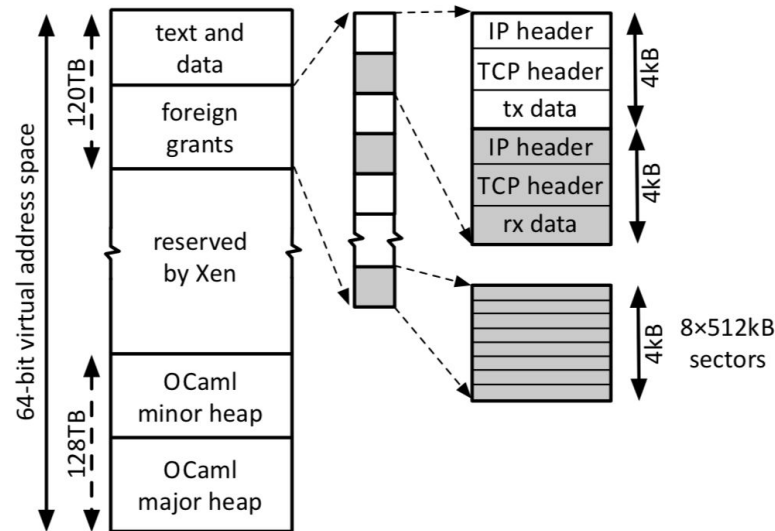 64-bit virtual address space
120TB
128TB
text and
data
foreign
grants
reserved
by Xen
OCaml
minor heap
OCaml
major heap
IP header
TCP header
tx data
4kB
IP header
TCP header
rx data
4kB
4kB
8×512kB
sectors